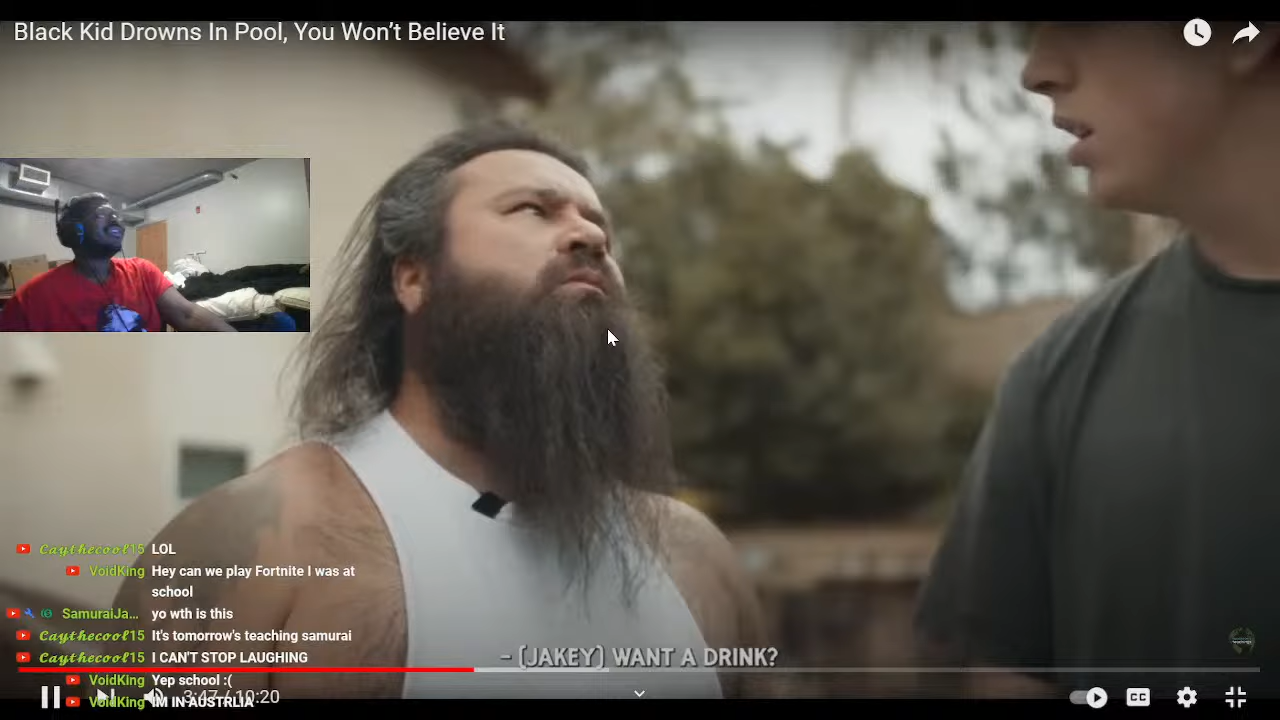 Black Kid Drowns In Pool, You Won’t Believe It
Caythecool15 LOL
VoidKing Hey can we play Fortnite I was at
school
SamuraiJa... yo wth is this
Caythecool15 It's tomorrow's teaching samurai
Caythecool15 I CAN'T STOP LAUGHING
- (JAKEY) WANT A DRINK?
VoidKing Yep school :(
3:47 / 10:20
VoidKing IM IN AUSTRLIA
CC